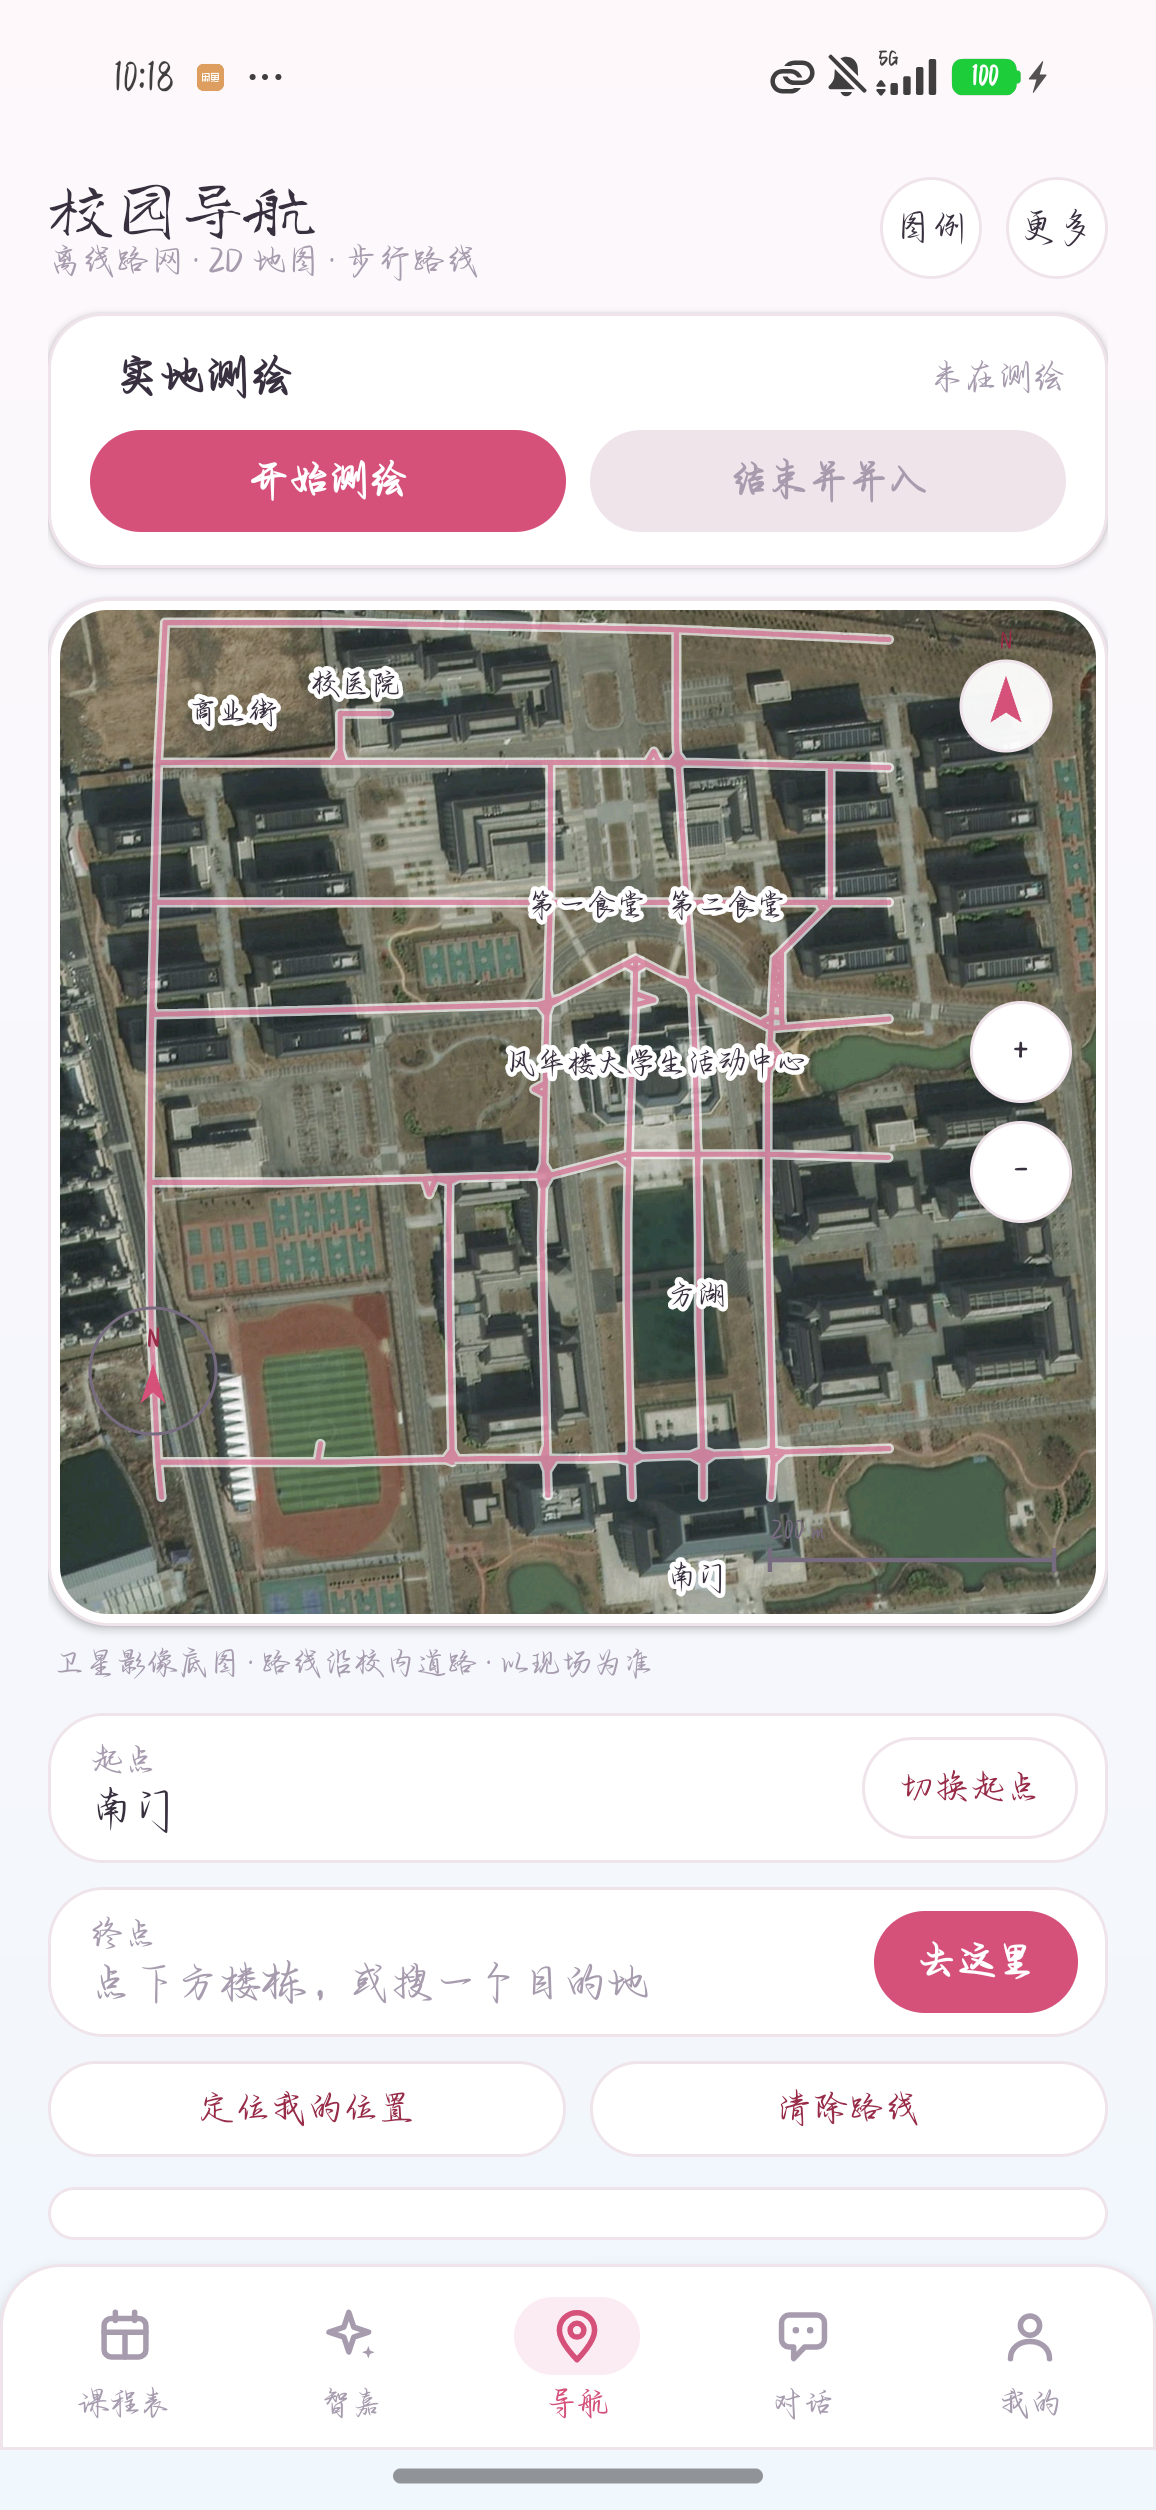 10:18
5G
100
校园导航
离线路网·2D 地图·步行路线
图例
更多
实地测绘
未在测绘
开始测绘
结束并并入
N
校医院
商业街
第一食堂
第二食堂
风华楼大学生活动中心
+
-
方湖
N
200 m
南门
卫星影像底图·路线沿校内道路·以现场为准
起点
南门
切换起点
终点
点下方楼栋，或搜一个目的地
去这里
定位我的位置
清除路线
课程表
智嘉
导航
对话
我的